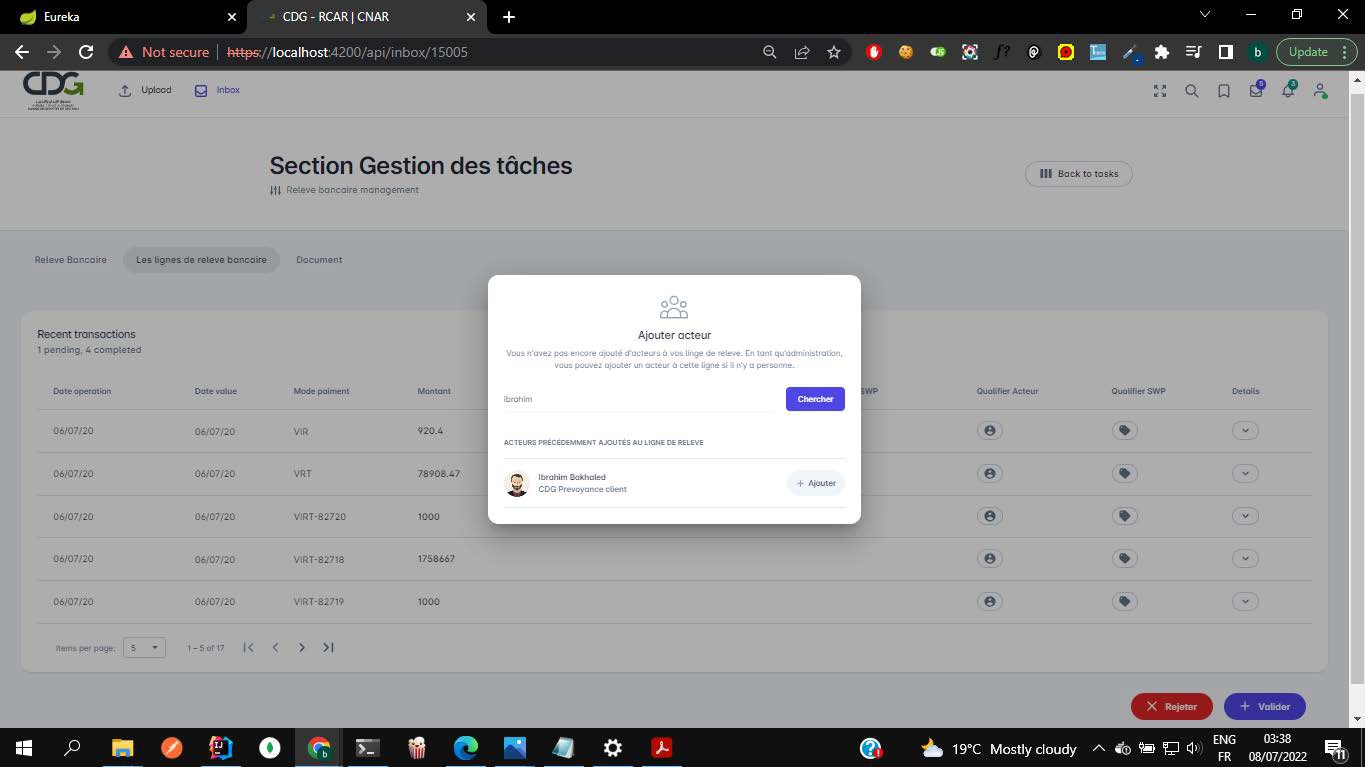 Eureka
CDG - RCAR | CNAR
Not secure
https://localhost:4200/api/inbox/15005
b
Update
CDG
Upload
Inbox
3
3
Section Gestion des tâches
Releve bancaire management
Back to tasks
Releve Bancaire
Les lignes de releve bancaire
Document
Recent transactions
1 pending, 4 completed
Date operation Date value Mode paiment Montant SWP Qualifier Acteur Qualifier SWP Details
06/07/20 06/07/20 VIR 920.4
06/07/20 06/07/20 VRT 78908.47
06/07/20 06/07/20 VIRT-82720 1000
06/07/20 06/07/20 VIRT-82718 1758667
06/07/20 06/07/20 VIRT-82719 1000
Items per page: 5 1 – 5 of 17
Ajouter acteur
Vous n'avez pas encore ajouté d'acteurs à vos linge de releve. En tant qu'administration,
vous pouvez ajouter un acteur à cette ligne si il n'y a personne.
ibrahim
Chercher
ACTEURS PRÉCÉDEMMENT AJOUTÉS AU LIGNE DE RELEVE
Ibrahim Bakhaled
CDG Prevoyance client
+ Ajouter
Rejeter
Valider
19°C Mostly cloudy
ENG
FR
03:38
08/07/2022
11